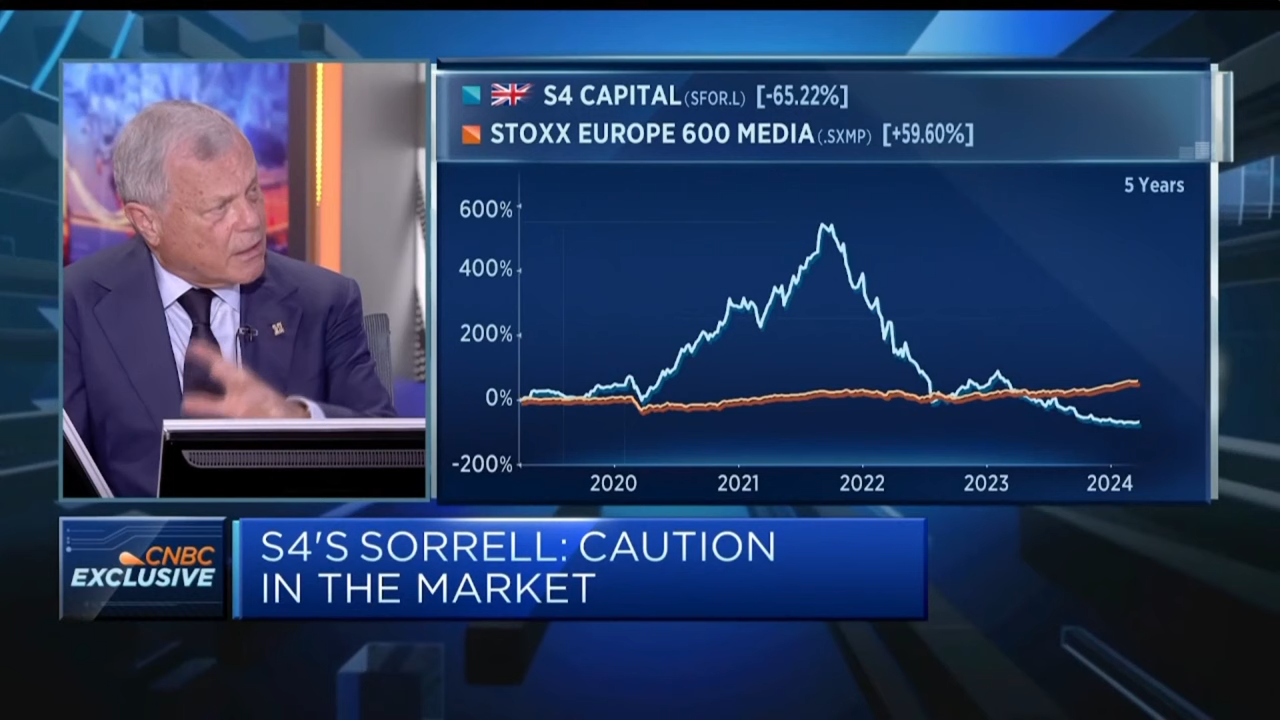 S4 CAPITAL (SFOR.L) [-65.22%]
STOXX EUROPE 600 MEDIA (.SXMP) [+59.60%]
5 Years
600%
400%
200%
0%
-200%
2020 2021 2022 2023 2024
CNBC
EXCLUSIVE
S4'S SORRELL: CAUTION
IN THE MARKET